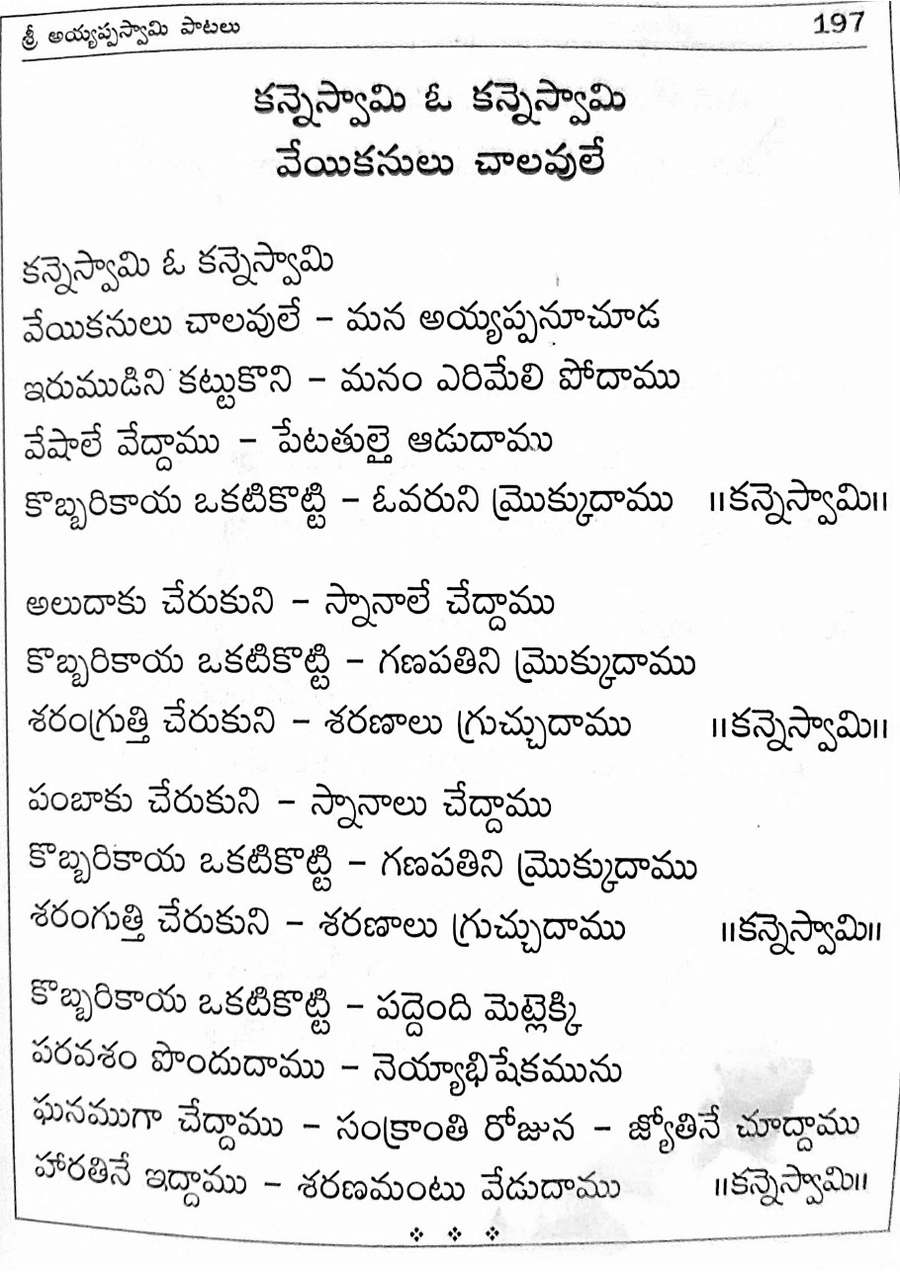 శ్రీ అయ్యప్పస్వామి పాటలు 197
కన్నెస్వామి ఓ కన్నెస్వామి
వేయికనులు చాలవులే
కన్నెస్వామి ఓ కన్నెస్వామి
వేయికనులు చాలవులే – మన అయ్యప్పనూచూడ
ఇరుముడిని కట్టుకొని – మనం ఎరిమేలి పోదాము
వేషాలే వేద్దాము – పేటతుల్లై ఆడుదాము
కొబ్బరికాయ ఒకటికొట్టి – ఓవరుని మ్రొక్కుదాము ॥కన్నెస్వామి॥
అలుదాకు చేరుకుని – స్నానాలే చేద్దాము
కొబ్బరికాయ ఒకటికొట్టి – గణపతిని మ్రొక్కుదాము
శరంగ్రుత్తి చేరుకుని – శరణాలు గ్రుచ్చుదాము ॥కన్నెస్వామి॥
పంబాకు చేరుకుని – స్నానాలు చేద్దాము
కొబ్బరికాయ ఒకటికొట్టి – గణపతిని మ్రొక్కుదాము
శరంగుత్తి చేరుకుని – శరణాలు గ్రుచ్చుదాము ॥కన్నెస్వామి॥
కొబ్బరికాయ ఒకటికొట్టి – పద్దెంది మెట్లెక్కి
పరవశం పొందుదాము – నెయ్యాభిషేకమును
ఘనముగా చేద్దాము – సంక్రాంతి రోజున – జ్యోతినే చూద్దాము
హారతినే ఇద్దాము – శరణమంటు వేడుదాము ॥కన్నెస్వామి॥